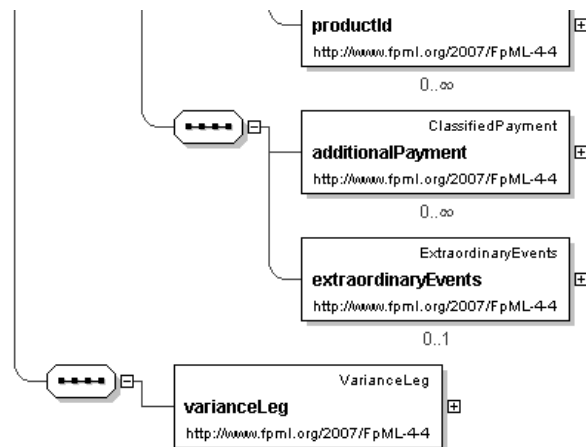 productId
http://www.fpml.org/2007/FpML-4-4
0..∞
ClassifiedPayment
additionalPayment
http://www.fpml.org/2007/FpML-4-4
0..∞
ExtraordinaryEvents
extraordinaryEvents
http://www.fpml.org/2007/FpML-4-4
0..1
VarianceLeg
varianceLeg
http://www.fpml.org/2007/FpML-4-4